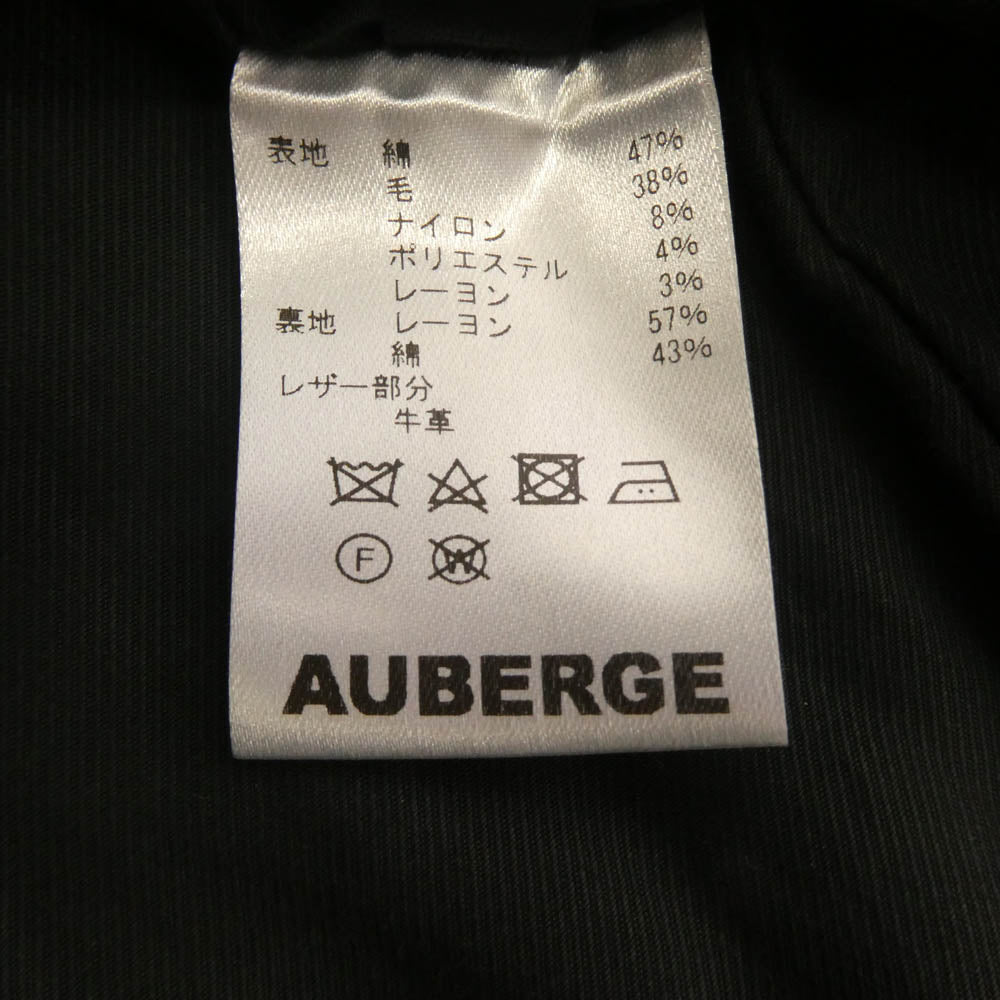 表地 綿 47%
毛 38%
ナイロン 8%
ポリエステル 4%
レーヨン 3%
裏地 レーヨン 57%
綿 43%
レザー部分
牛革
F W
AUBERGE